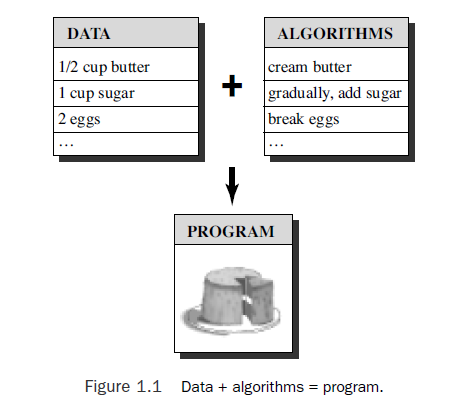 DATA
1/2 cup butter
1 cup sugar
2 eggs
…
+
ALGORITHMS
cream butter
gradually, add sugar
break eggs
…
PROGRAM
Figure 1.1 Data + algorithms = program.